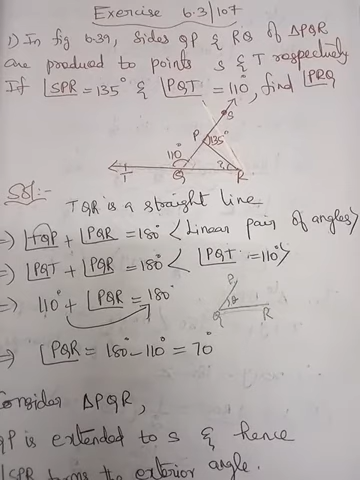 Exercise 6.3/107
1) In fig 6.39, sides QP & RQ of ΔPQR
are produced to points S & T respectively
If ∠SPR = 135° & ∠PQT = 110°, find ∠PRQ
S
P
135°
110°
T
Q
R
Sol:-
TQR is a straight line
=) ∠TQP + ∠PQR = 180° < Linear pair of angles>
=) ∠PQT + ∠PQR = 180° < ∠PQT = 110°>
=) 110° + ∠PQR = 180°
P
Q
R
=) ∠PQR = 180° - 110° = 70°
Consider ΔPQR,
QP is extended to S & hence
∠SPR forms the exterior angle.